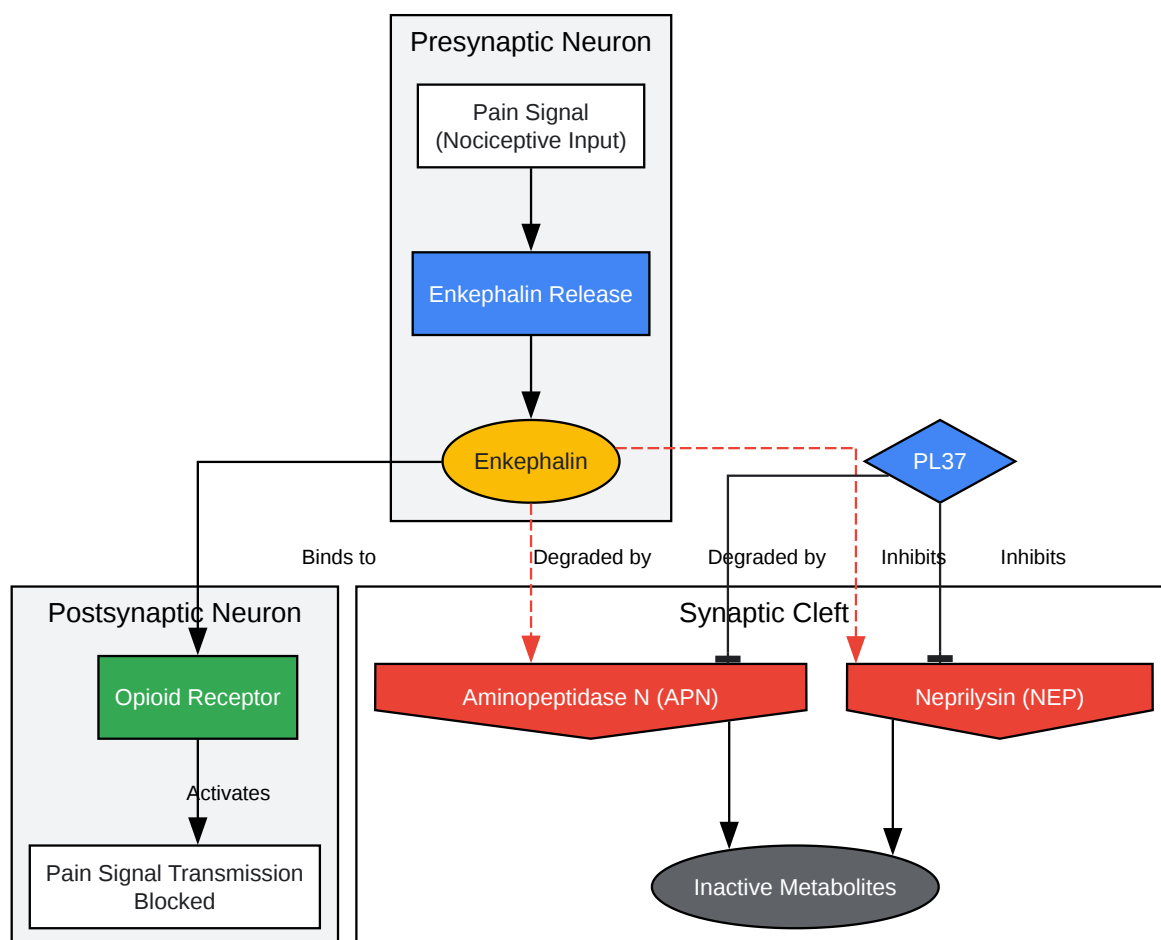 Presynaptic Neuron
Pain Signal
(Nociceptive Input)
Enkephalin Release
Enkephalin
PL37
Binds to
Degraded by
Degraded by
Inhibits
Inhibits
Postsynaptic Neuron
Synaptic Cleft
Opioid Receptor
Aminopeptidase N (APN)
Neprilysin (NEP)
Activates
Pain Signal Transmission
Blocked
Inactive Metabolites